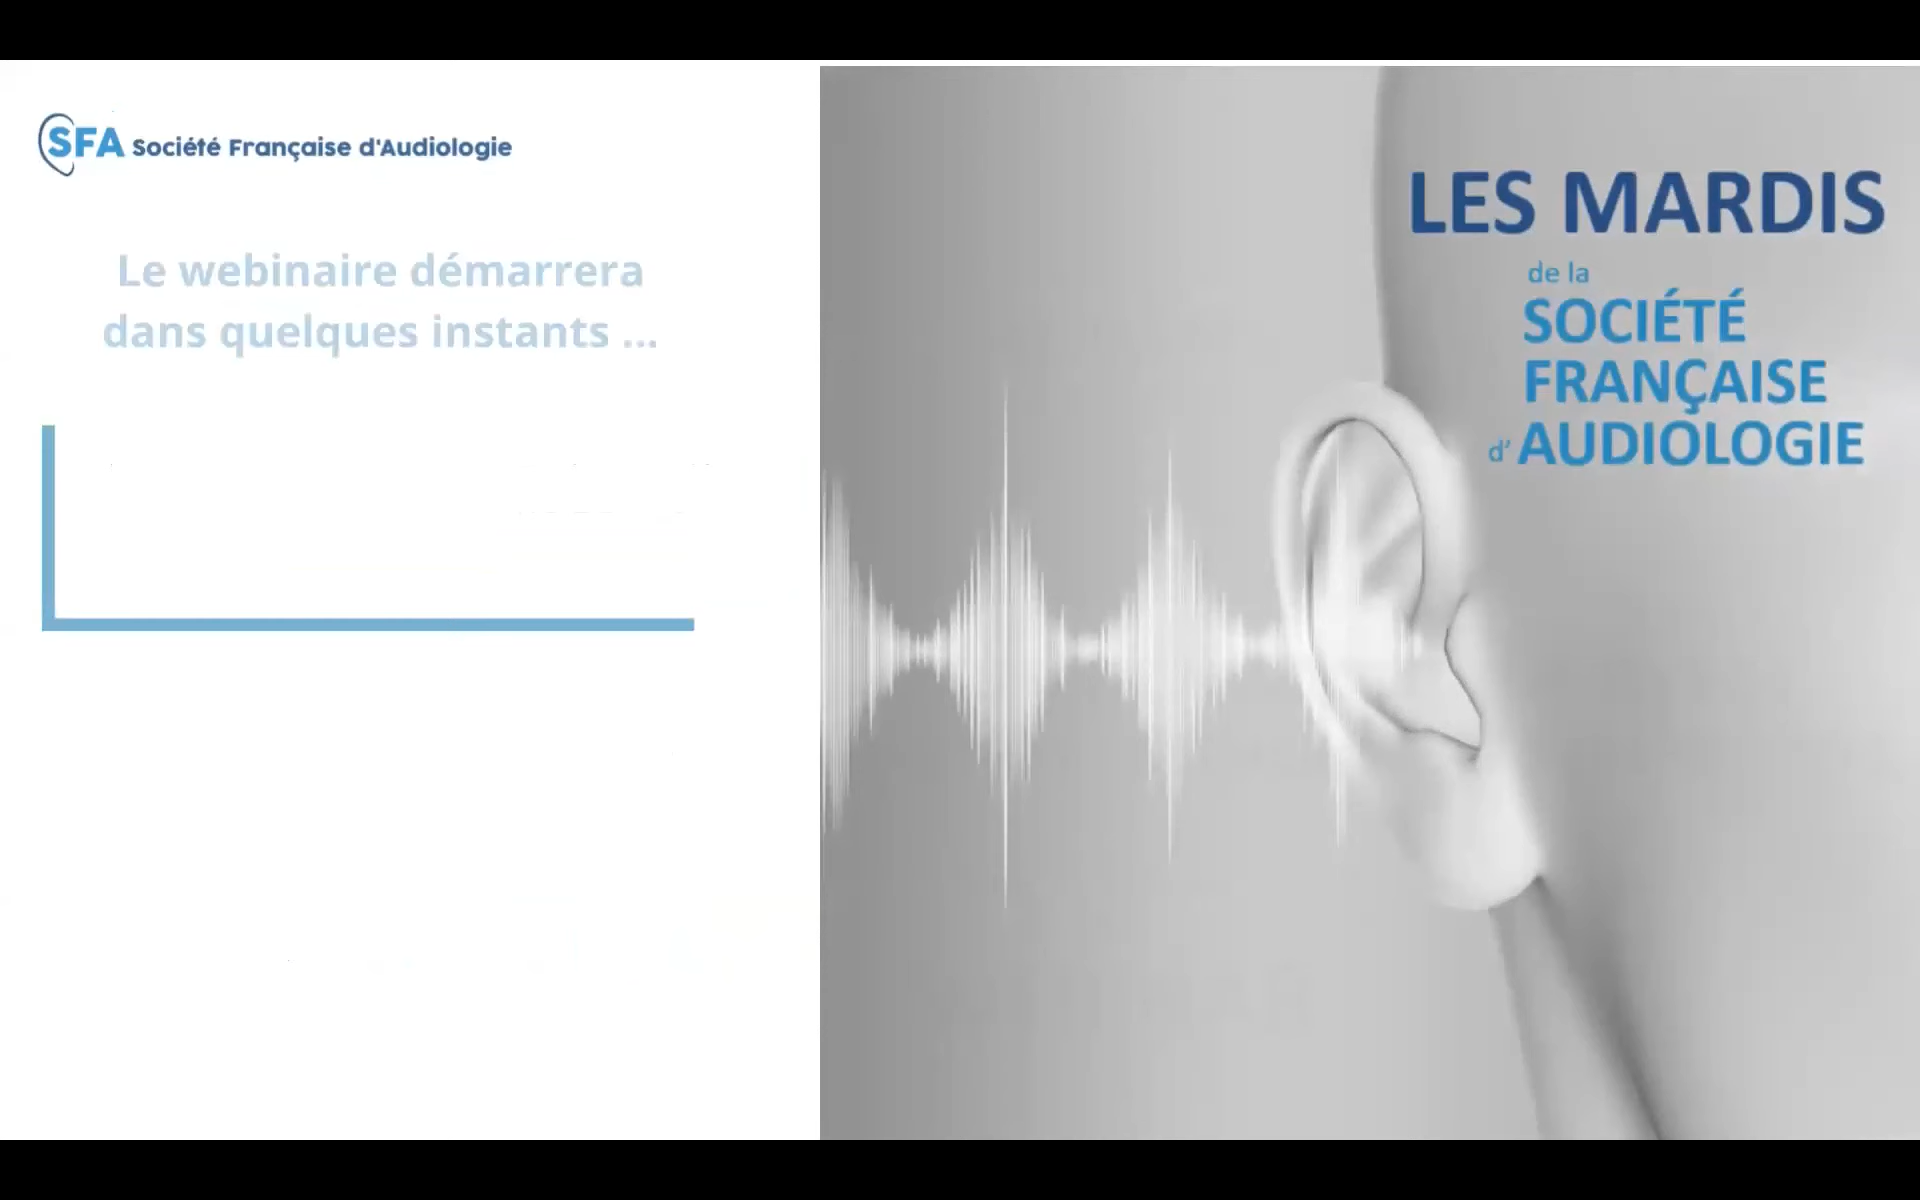 SFA Société Française d'Audiologie
Le webinaire démarrera
dans quelques instants ...
LES MARDIS
de la
SOCIÉTÉ
FRANÇAISE
d' AUDIOLOGIE